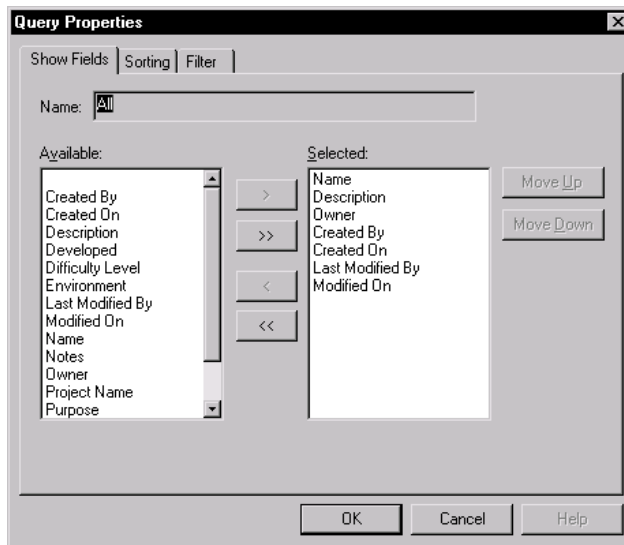 Query Properties
Show Fields Sorting Filter
Name: All
Available:
Created By
Created On
Description
Developed
Difficulty Level
Environment
Last Modified By
Modified On
Name
Notes
Owner
Project Name
Purpose
>
>>
<
<<
Selected:
Name
Description
Owner
Created By
Created On
Last Modified By
Modified On
Move Up
Move Down
OK Cancel Help